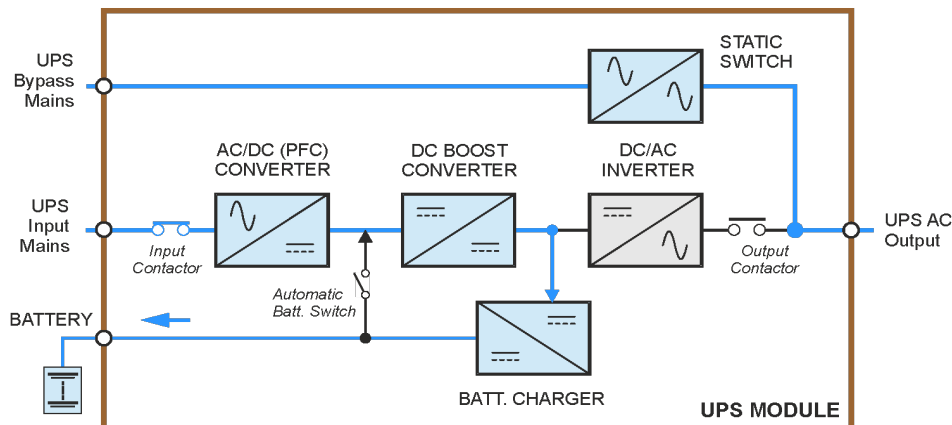 UPS
Bypass
Mains
STATIC
SWITCH
AC/DC (PFC)
CONVERTER
DC BOOST
CONVERTER
DC/AC
INVERTER
UPS
Input
Mains
Input
Contactor
Output
Contactor
UPS AC
Output
Automatic
Batt. Switch
BATTERY
BATT. CHARGER
UPS MODULE